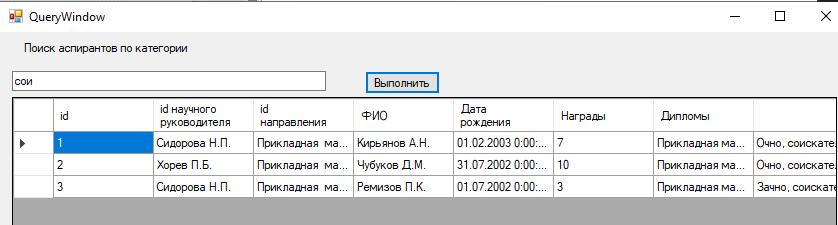 QueryWindow
Поиск аспирантов по категории
сои
Выполнить
id
id научного руководителя
id направления
ФИО
Дата рождения
Награды
Дипломы
1 Сидорова Н.П. Прикладная ма... Кирьянов А.Н. 01.02.2003 0:00:... 7 Прикладная ма... Очно, соискате.
2 Хорев П.Б. Прикладная ма... Чубуков Д.М. 31.07.2002 0:00:... 10 Прикладная ма... Очно, соискате.
3 Сидорова Н.П. Прикладная ма... Ремизов П.К. 01.07.2002 0:00:... 3 Прикладная ма... Зачно, соискате